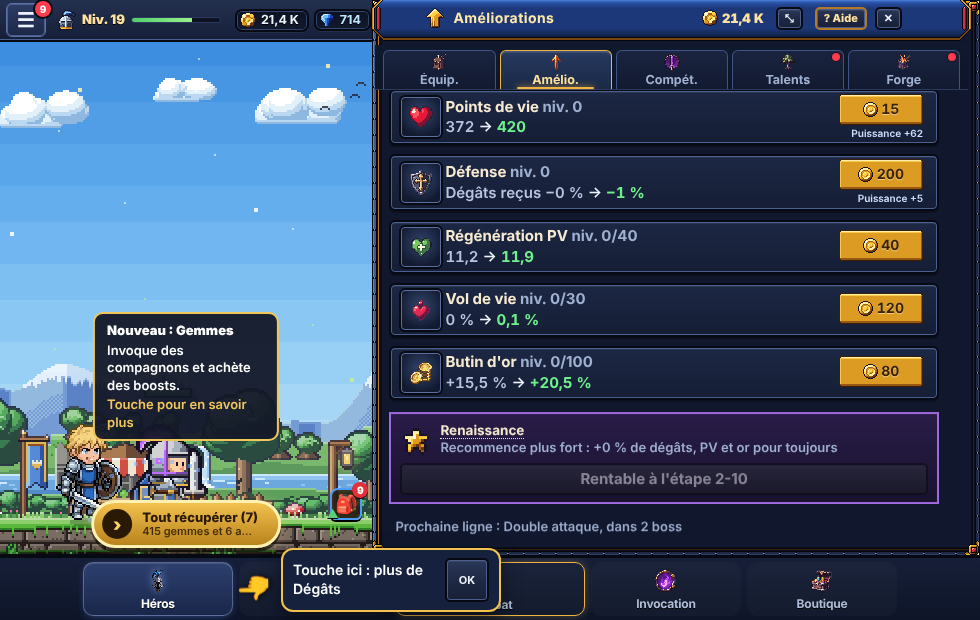 9
Niv. 19
21,4 K
714
Améliorations
21,4 K
? Aide
Équip.
Amélio.
Compét.
Talents
Forge
Points de vie niv. 0
372 → 420
15
Puissance +62
Défense niv. 0
Dégâts reçus −0 % → −1 %
200
Puissance +5
Régénération PV niv. 0/40
11,2 → 11,9
40
Vol de vie niv. 0/30
0 % → 0,1 %
120
Butin d'or niv. 0/100
+15,5 % → +20,5 %
80
Renaissance
Recommence plus fort : +0 % de dégâts, PV et or pour toujours
Rentable à l'étape 2-10
Prochaine ligne : Double attaque, dans 2 boss
Nouveau : Gemmes
Invoque des
compagnons et achète
des boosts.
Touche pour en savoir
plus
9
Tout récupérer (7)
415 gemmes et 6 a...
Touche ici : plus de
Dégâts
OK
Héros
Invocation
Boutique